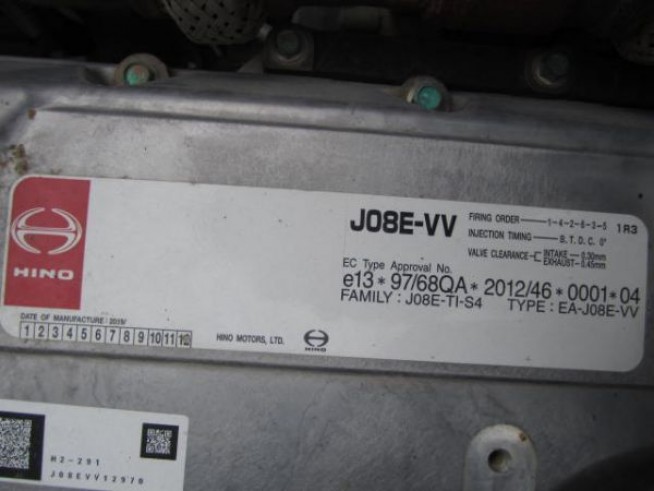 HINO
J08E-VV
FIRING ORDER 1-4-2-6-3-5 1R3
INJECTION TIMING B.T.D.C. 0°
VALVE CLEARANCE INTAKE 0.30mm
EXHAUST 0.45mm
EC Type Approval No.
e13*97/68QA*2012/46*0001*04
FAMILY : J08E-TI-S4 TYPE : EA-J08E-VV
DATE OF MANUFACTURE / 2019/
1 2 3 4 5 6 7 8 9 10 11 12
HINO MOTORS, LTD.
HINO
H2-291
J08EVV12970